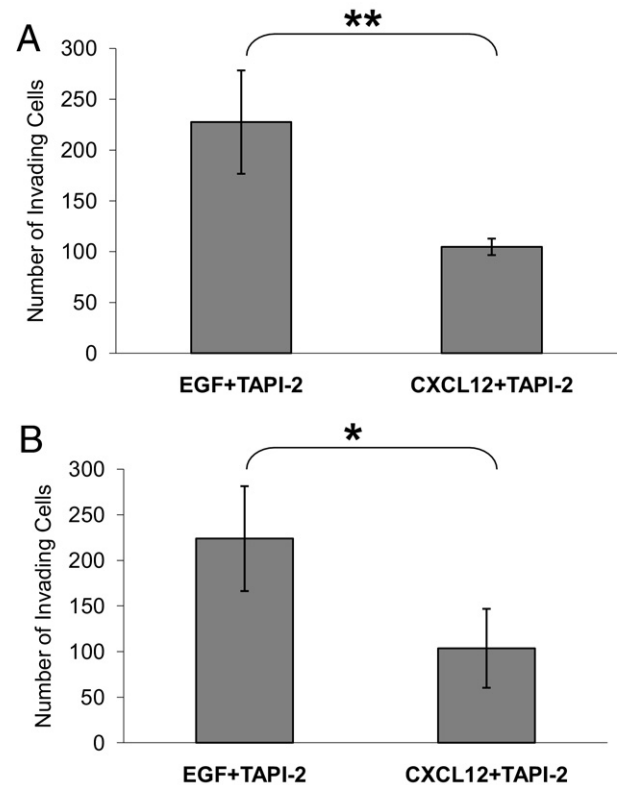 A
**
300
250
200
150
100
50
0
Number of Invading Cells
EGF+TAPI-2 CXCL12+TAPI-2
B
*
300
250
200
150
100
50
0
Number of Invading Cells
EGF+TAPI-2 CXCL12+TAPI-2